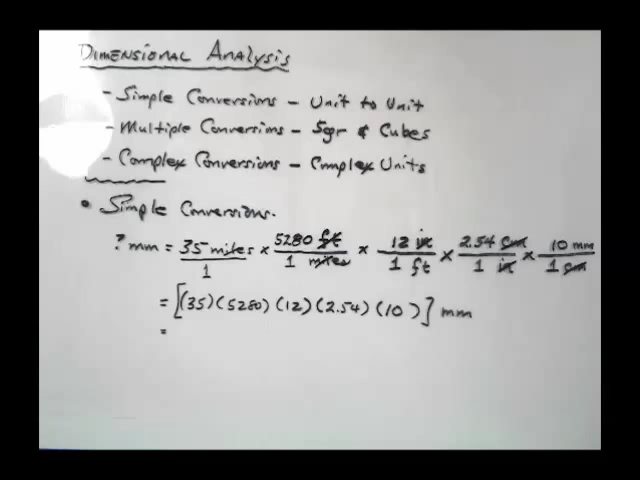 Dimensional Analysis
- Simple Conversions - Unit to Unit
- Multiple Conversions - Sqr & Cubes
- Complex Conversions - Complex Units
• Simple Conversions.
? mm = 35 miles/1 × 5280 ft/1 miles × 12 in/1 ft × 2.54 cm/1 in × 10 mm/1 cm
= [(35)(5280)(12)(2.54)(10)] mm
=